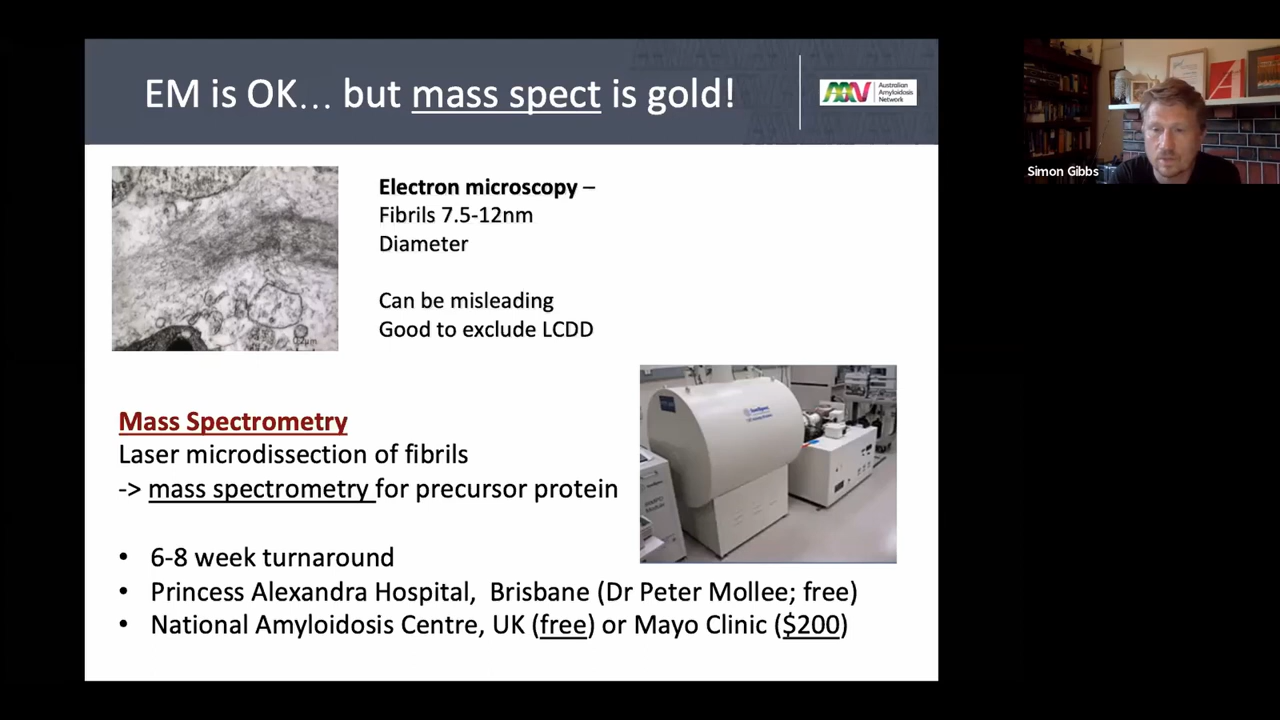 EM is OK... but mass spect is gold!
Australian
Amyloidosis
Network
Simon Gibbs
Electron microscopy –
Fibrils 7.5-12nm
Diameter
Can be misleading
Good to exclude LCDD
Mass Spectrometry
Laser microdissection of fibrils
-> mass spectrometry for precursor protein
• 6-8 week turnaround
• Princess Alexandra Hospital, Brisbane (Dr Peter Mollee; free)
• National Amyloidosis Centre, UK (free) or Mayo Clinic ($200)